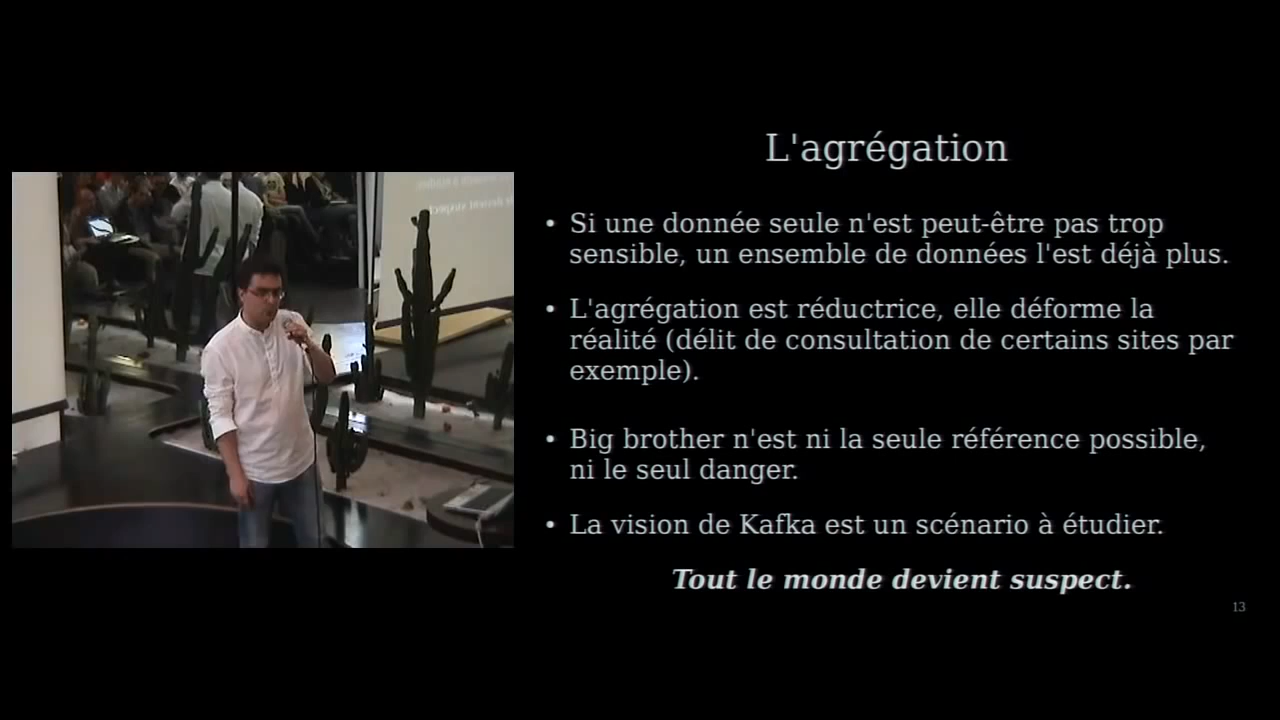 L'agrégation
• Si une donnée seule n'est peut-être pas trop
sensible, un ensemble de données l'est déjà plus.
• L'agrégation est réductrice, elle déforme la
réalité (délit de consultation de certains sites par
exemple).
• Big brother n'est ni la seule référence possible,
ni le seul danger.
• La vision de Kafka est un scénario à étudier.
Tout le monde devient suspect.
13